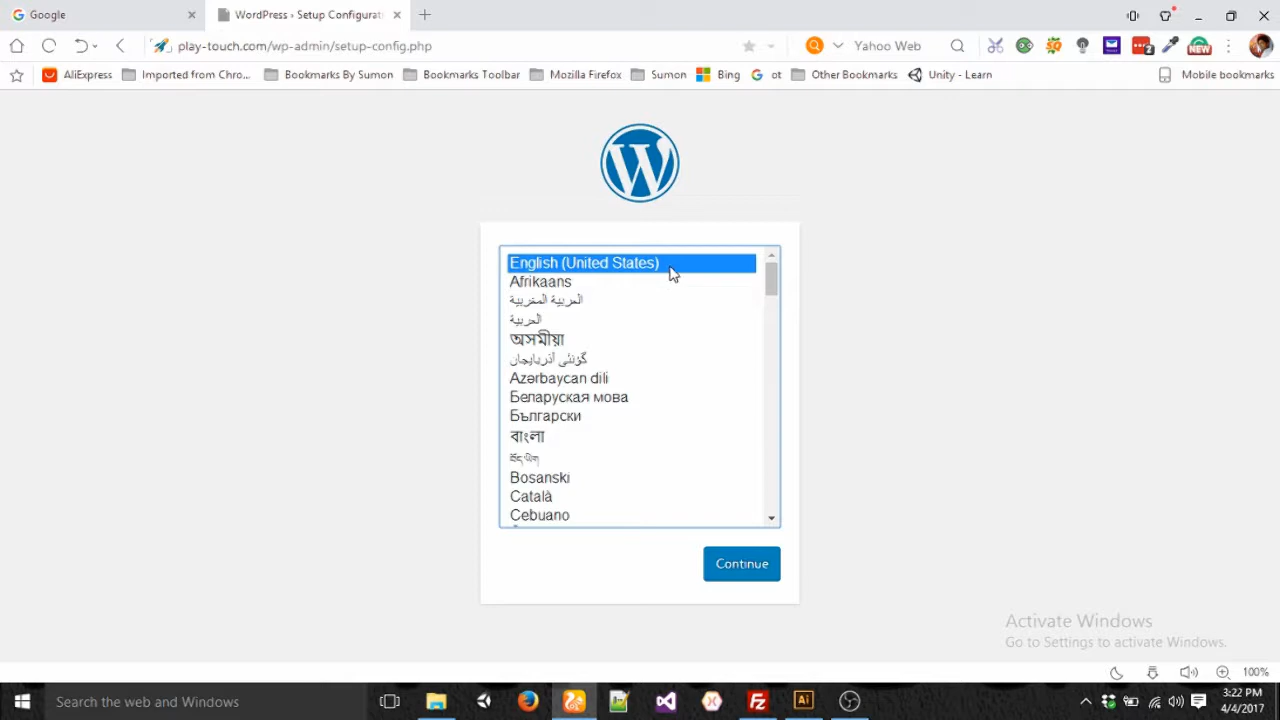 Google
WordPress › Setup Configurat
play-touch.com/wp-admin/setup-config.php
Yahoo Web
NEW
AliExpress
Imported from Chro...
Bookmarks By Sumon
Bookmarks Toolbar
Mozilla Firefox
Sumon
Bing
ot
Other Bookmarks
Unity - Learn
Mobile bookmarks
English (United States)
Afrikaans
العربية المغربية
العربية
অসমীয়া
گؤنئی آذربایجان
Azərbaycan dili
Беларуская мова
Български
বাংলা
བོད་ཡིག
Bosanski
Català
Cebuano
Continue
Activate Windows
Go to Settings to activate Windows.
100%
Search the web and Windows
3:22 PM
4/4/2017